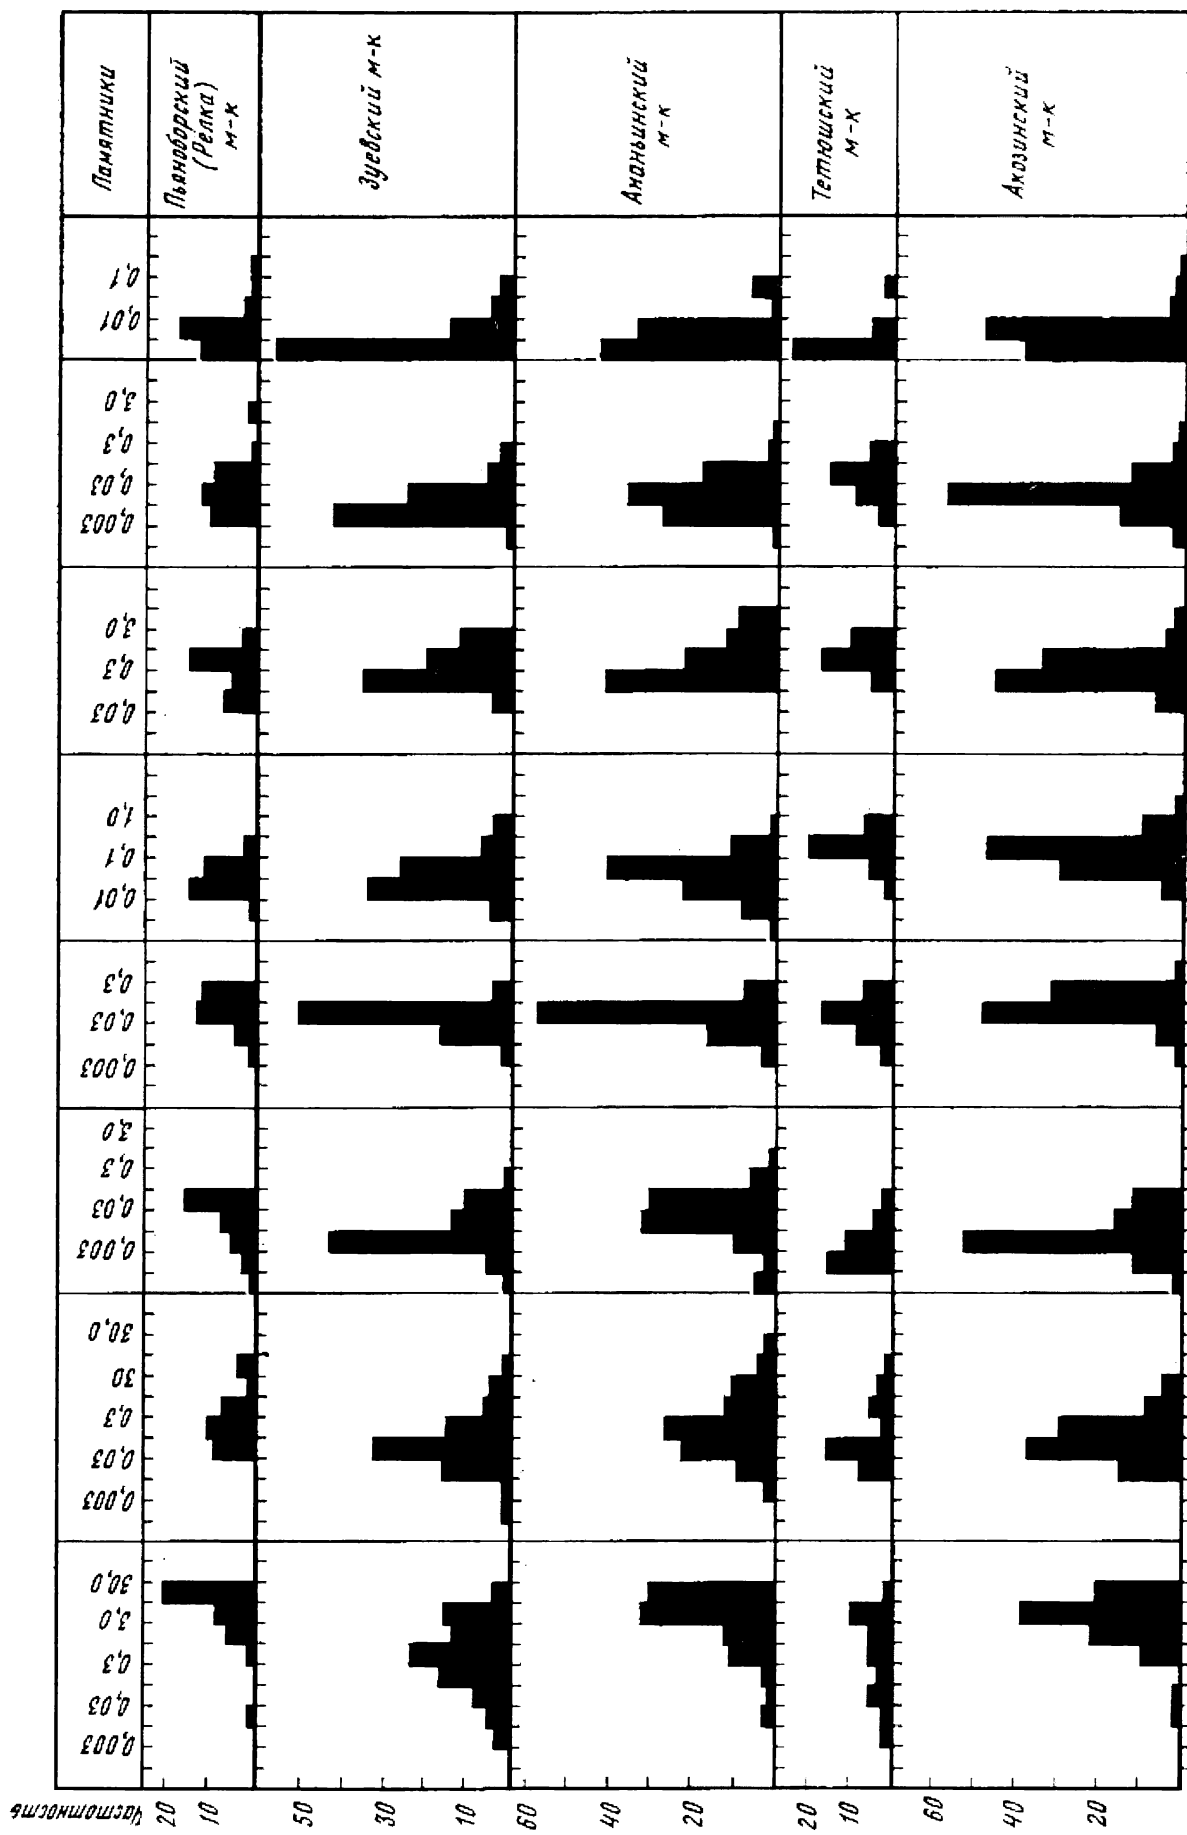 Памятники
Пьяноборский
(Релка)
м-к
Зуевский м-к
Ананьинский
м-к
Тетюшский
м-к
Акозинский
м-к
0,01 0,1
0,003 0,03 0,3 3,0
0,03 0,3 3,0
0,01 0,1 1,0
0,003 0,03 0,3
0,003 0,03 0,3 3,0
0,003 0,03 0,3 30 30,0
0,003 0,03 0,3 3,0 30,0
Частотность
20 10
50 30 10
60 40 20
20 10
60 40 20